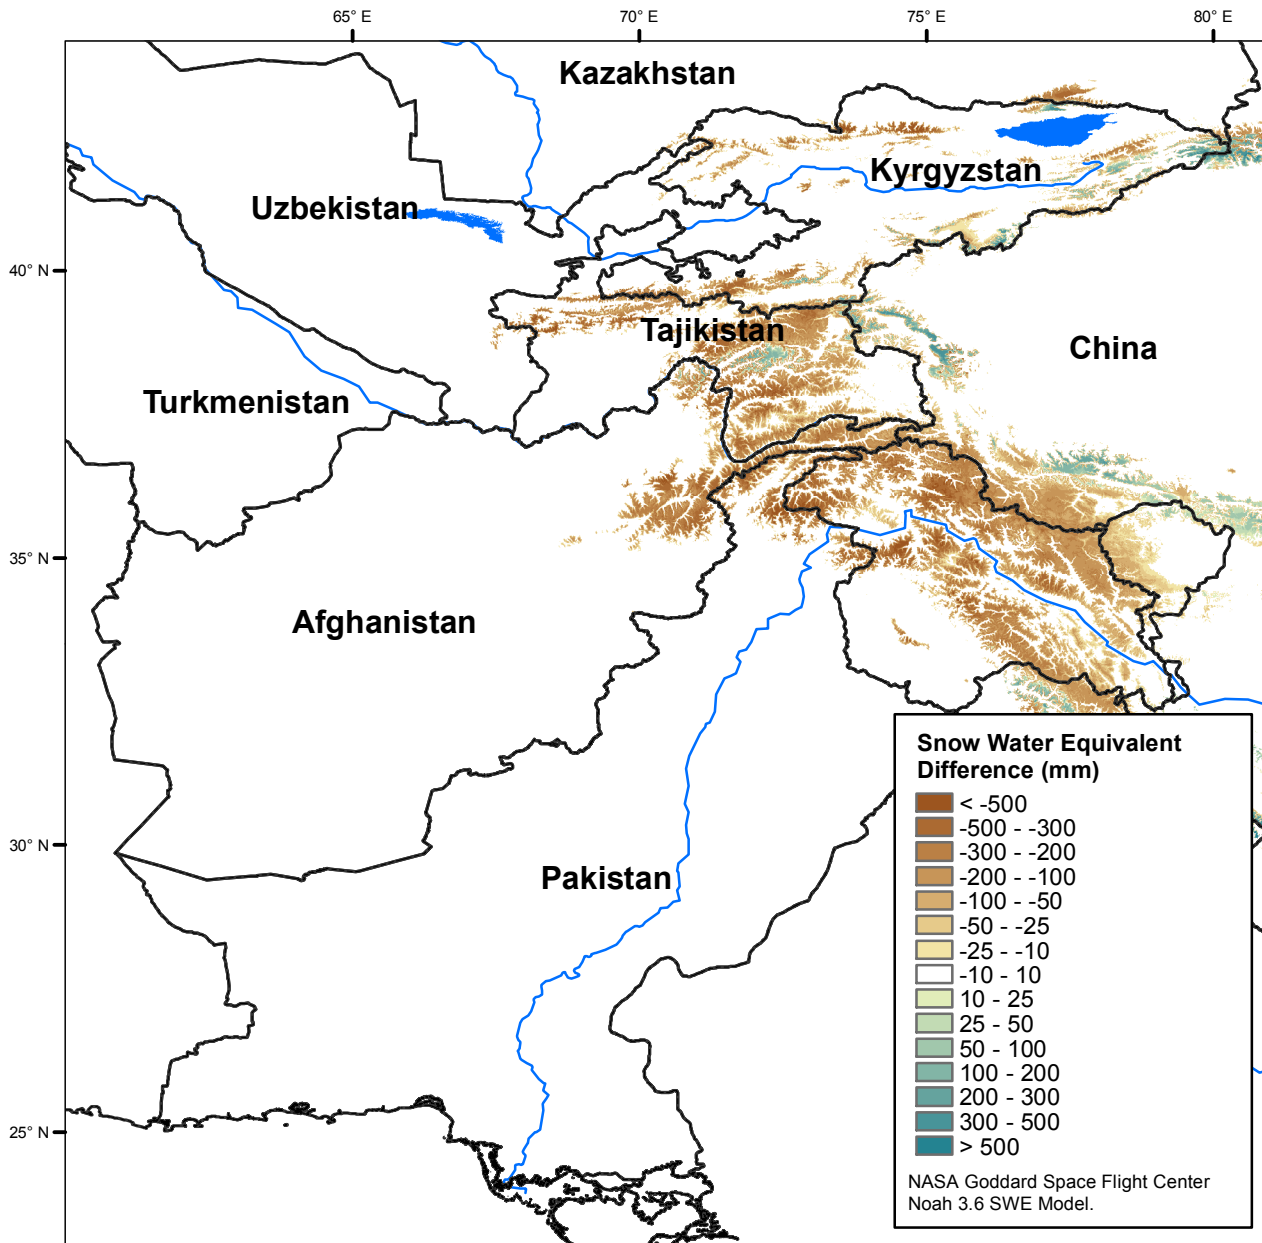 65° E
70° E
75° E
80° E
Kazakhstan
Kyrgyzstan
Uzbekistan
40° N
Tajikistan
China
Turkmenistan
35° N
Afghanistan
30° N
Pakistan
25° N
Snow Water Equivalent
Difference (mm)
< -500
-500 - -300
-300 - -200
-200 - -100
-100 - -50
-50 - -25
-25 - -10
-10 - 10
10 - 25
25 - 50
50 - 100
100 - 200
200 - 300
300 - 500
> 500
NASA Goddard Space Flight Center
Noah 3.6 SWE Model.